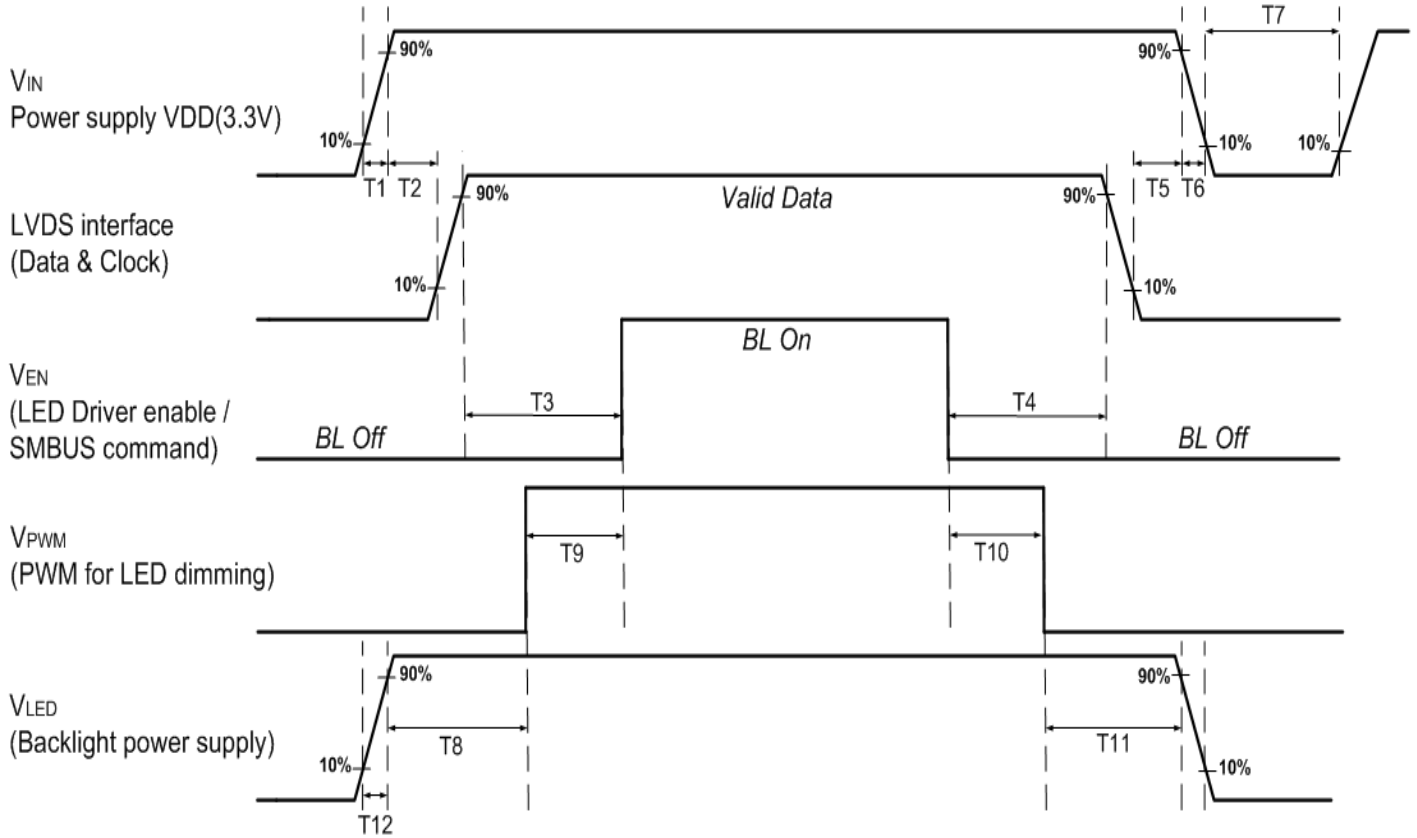 T7
90%
90%
VIN
Power supply VDD(3.3V)
10%
10%
10%
T1
T2
T5
T6
90%
Valid Data
90%
LVDS interface
(Data & Clock)
10%
10%
BL On
VEN
(LED Driver enable /
SMBUS command)
T3
T4
BL Off
BL Off
VPWM
(PWM for LED dimming)
T9
T10
90%
90%
VLED
(Backlight power supply)
T8
T11
10%
10%
T12